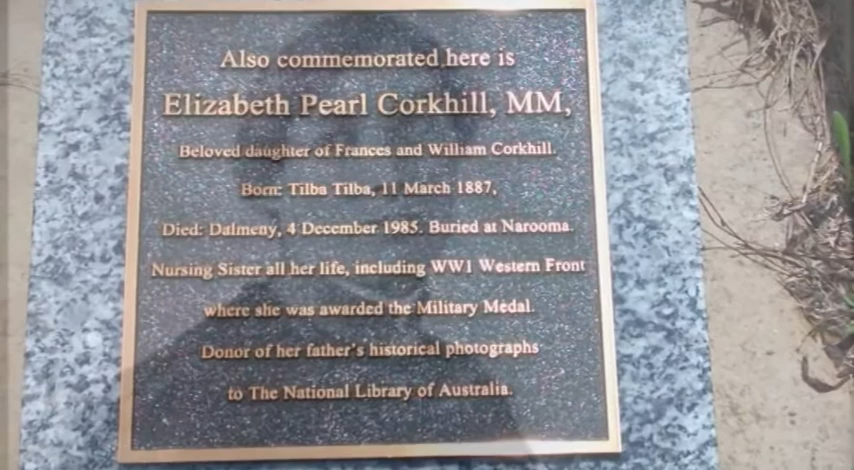 Also commemorated here is
Elizabeth Pearl Corkhill, MM,
Beloved daughter of Frances and William Corkhill.
Born: Tilba Tilba, 11 March 1887,
Died: Dalmeny, 4 December 1985. Buried at Narooma.
Nursing Sister all her life, including WW1 Western Front
where she was awarded the Military Medal.
Donor of her father's historical photographs
to The National Library of Australia.